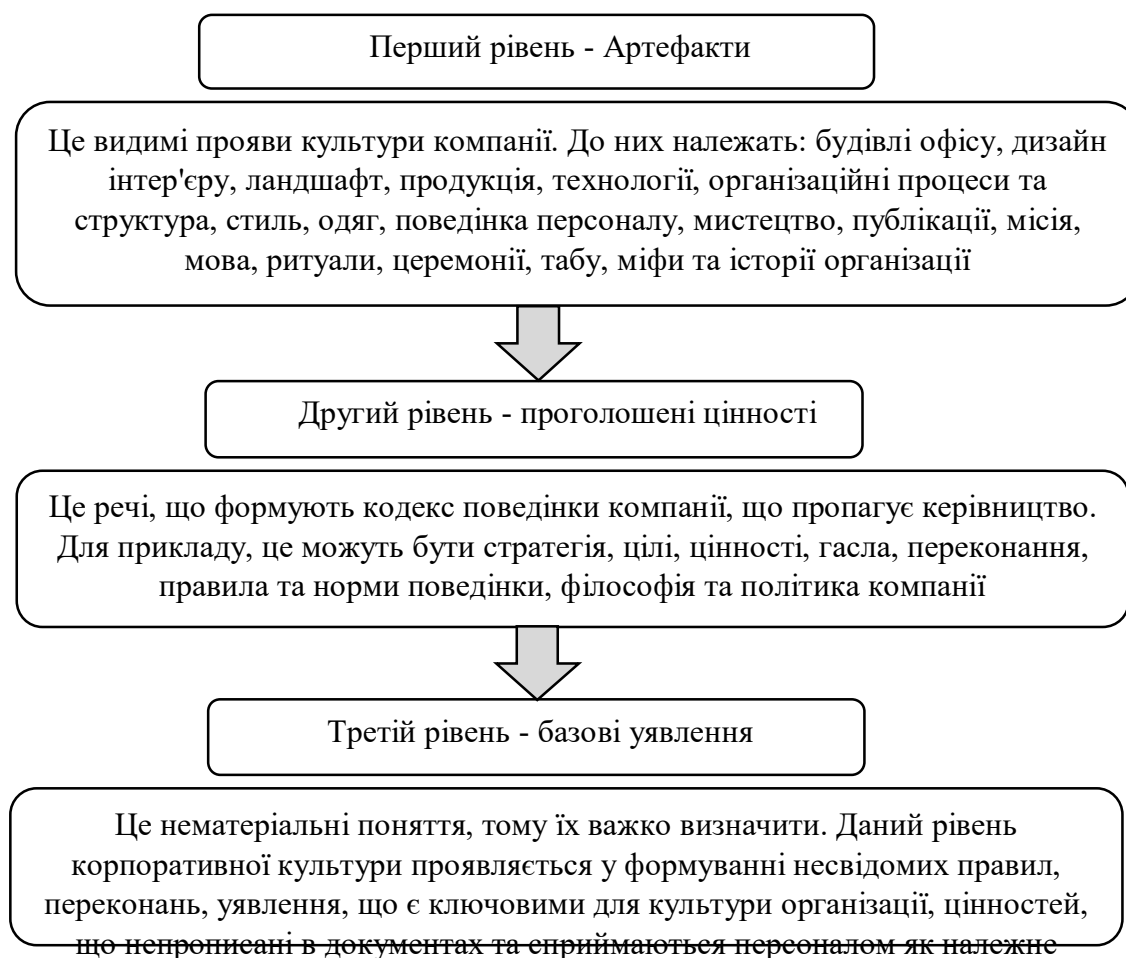 Перший рівень - Артефакти
Це видимі прояви культури компанії. До них належать: будівлі офісу, дизайн
інтер'єру, ландшафт, продукція, технології, організаційні процеси та
структура, стиль, одяг, поведінка персоналу, мистецтво, публікації, місія,
мова, ритуали, церемонії, табу, міфи та історії організації
Другий рівень - проголошені цінності
Це речі, що формують кодекс поведінки компанії, що пропагує керівництво.
Для прикладу, це можуть бути стратегія, цілі, цінності, гасла, переконання,
правила та норми поведінки, філософія та політика компанії
Третій рівень - базові уявлення
Це нематеріальні поняття, тому їх важко визначити. Даний рівень
корпоративної культури проявляється у формуванні несвідомих правил,
переконань, уявлення, що є ключовими для культури організації, цінностей,
що непрописані в документах та сприймаються персоналом як належне